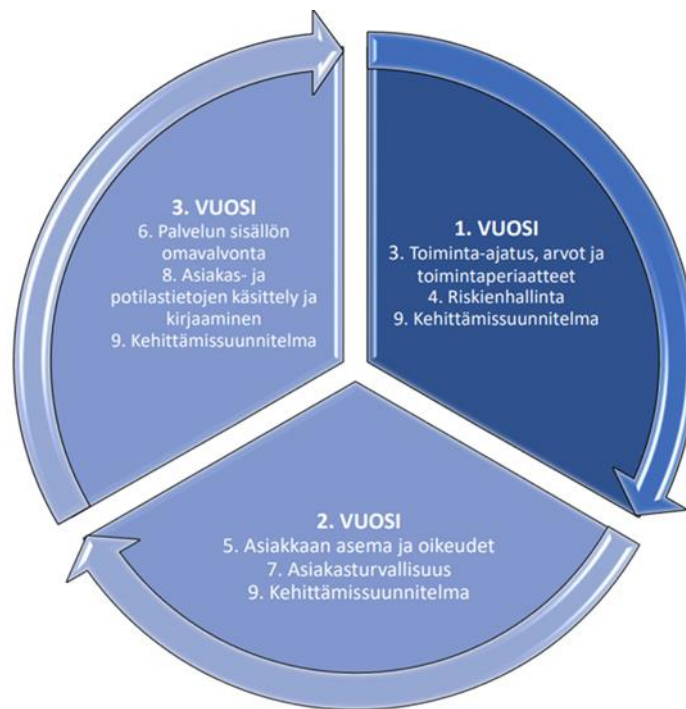 1. VUOSI
3. Toiminta-ajatus, arvot ja
toimintaperiaatteet
4. Riskienhallinta
9. Kehittämissuunnitelma
2. VUOSI
5. Asiakkaan asema ja oikeudet
7. Asiakasturvallisuus
9. Kehittämissuunnitelma
3. VUOSI
6. Palvelun sisällön
omavalvonta
8. Asiakas- ja
potilastietojen käsittely ja
kirjaaminen
9. Kehittämissuunnitelma